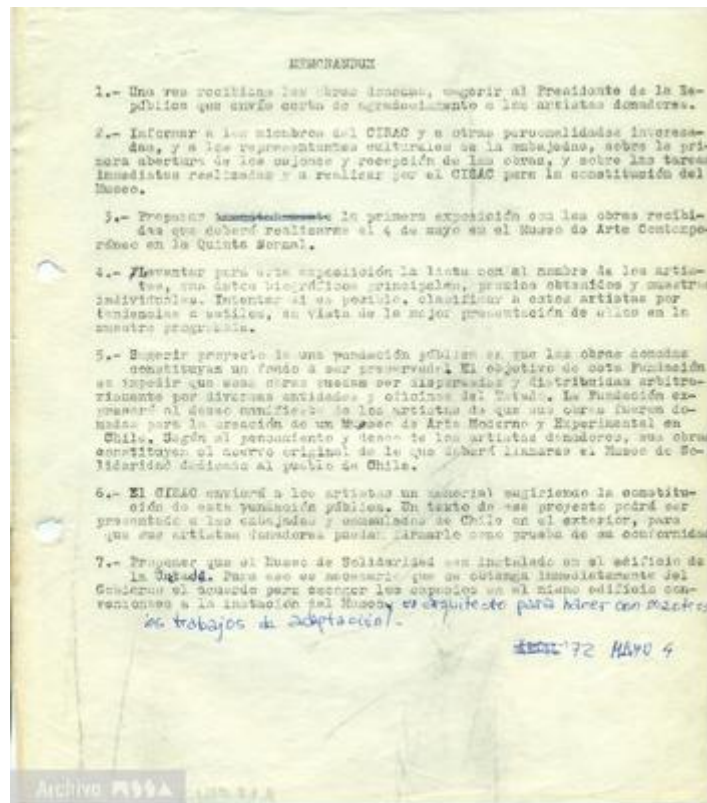 MEMORANDUM
1.- Una vez recibidas las obras donadas, sugerir al Presidente de la Re-
pública que envíe carta de agradecimiento a los artistas donadores.
2.- Informar a los miembros del CISAC y a otras personalidades interesa-
das, y a los representantes culturales de la embajadas, sobre la pri-
mera abertura de los cajones y recepción de las obras, y sobre las tareas
inmediatas realizadas y a realizar por el CISAC para la constitución del
Museo.
3.- Preparar la primera exposición con las obras recibi-
das que deberá realizarse el 4 de mayo en el Museo de Arte Contempo-
ráneo en la Quinta Normal.
4.- Levantar para esta exposición la lista con el nombre de los artis-
tas, sus datos biográficos principales, premios obtenidos y muestras
individuales. Intentar si es posible, clasificar a estos artistas por
tendencias o estilos, en vista de la mejor presentación de ellos en la
muestra programada.
5.- Sugerir proyecto de una fundación pública en que las obras donadas
constituyan un fondo a ser preservado. El objetivo de esta Fundación
es impedir que esas obras puedan ser dispersadas y distribuidas arbitra-
riamente por diversas entidades y oficinas del Estado. La Fundación ex-
presará el deseo manifiesto de los artistas de que sus obras fueron do-
nadas para la creación de un Museo de Arte Moderno y Experimental en
Chile. Según el pensamiento y deseo de los artistas donadores, sus obras
constituyen el acervo original de lo que deberá llamarse el Museo de So-
lidaridad dedicado al pueblo de Chile.
6.- El CISAC enviará a los artistas un memorial sugiriendo la constitu-
ción de esta fundación pública. Un texto de ese proyecto podrá ser
presentado a las embajadas y consulados de Chile en el exterior, para
que sus artistas donadores puedan firmarlo como prueba de su conformidad
7.- Proponer que el Museo de Solidaridad sea instalado en el edificio de
la Para eso es necesario que se obtenga inmediatamente del
Gobierno el acuerdo para escoger los espacios en el mismo edificio con-
venientes a la instación del Museo, y arquitecto para hacer con nosotros
los trabajos de adaptación.-
'72 MAYO 4
Archivo MSSA